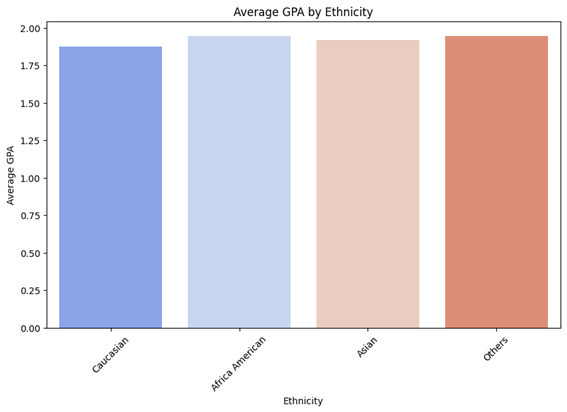 Average GPA by Ethnicity
2.00
1.75
1.50
1.25
1.00
0.75
0.50
0.25
0.00
Average GPA
Caucasian
Africa American
Asian
Others
Ethnicity